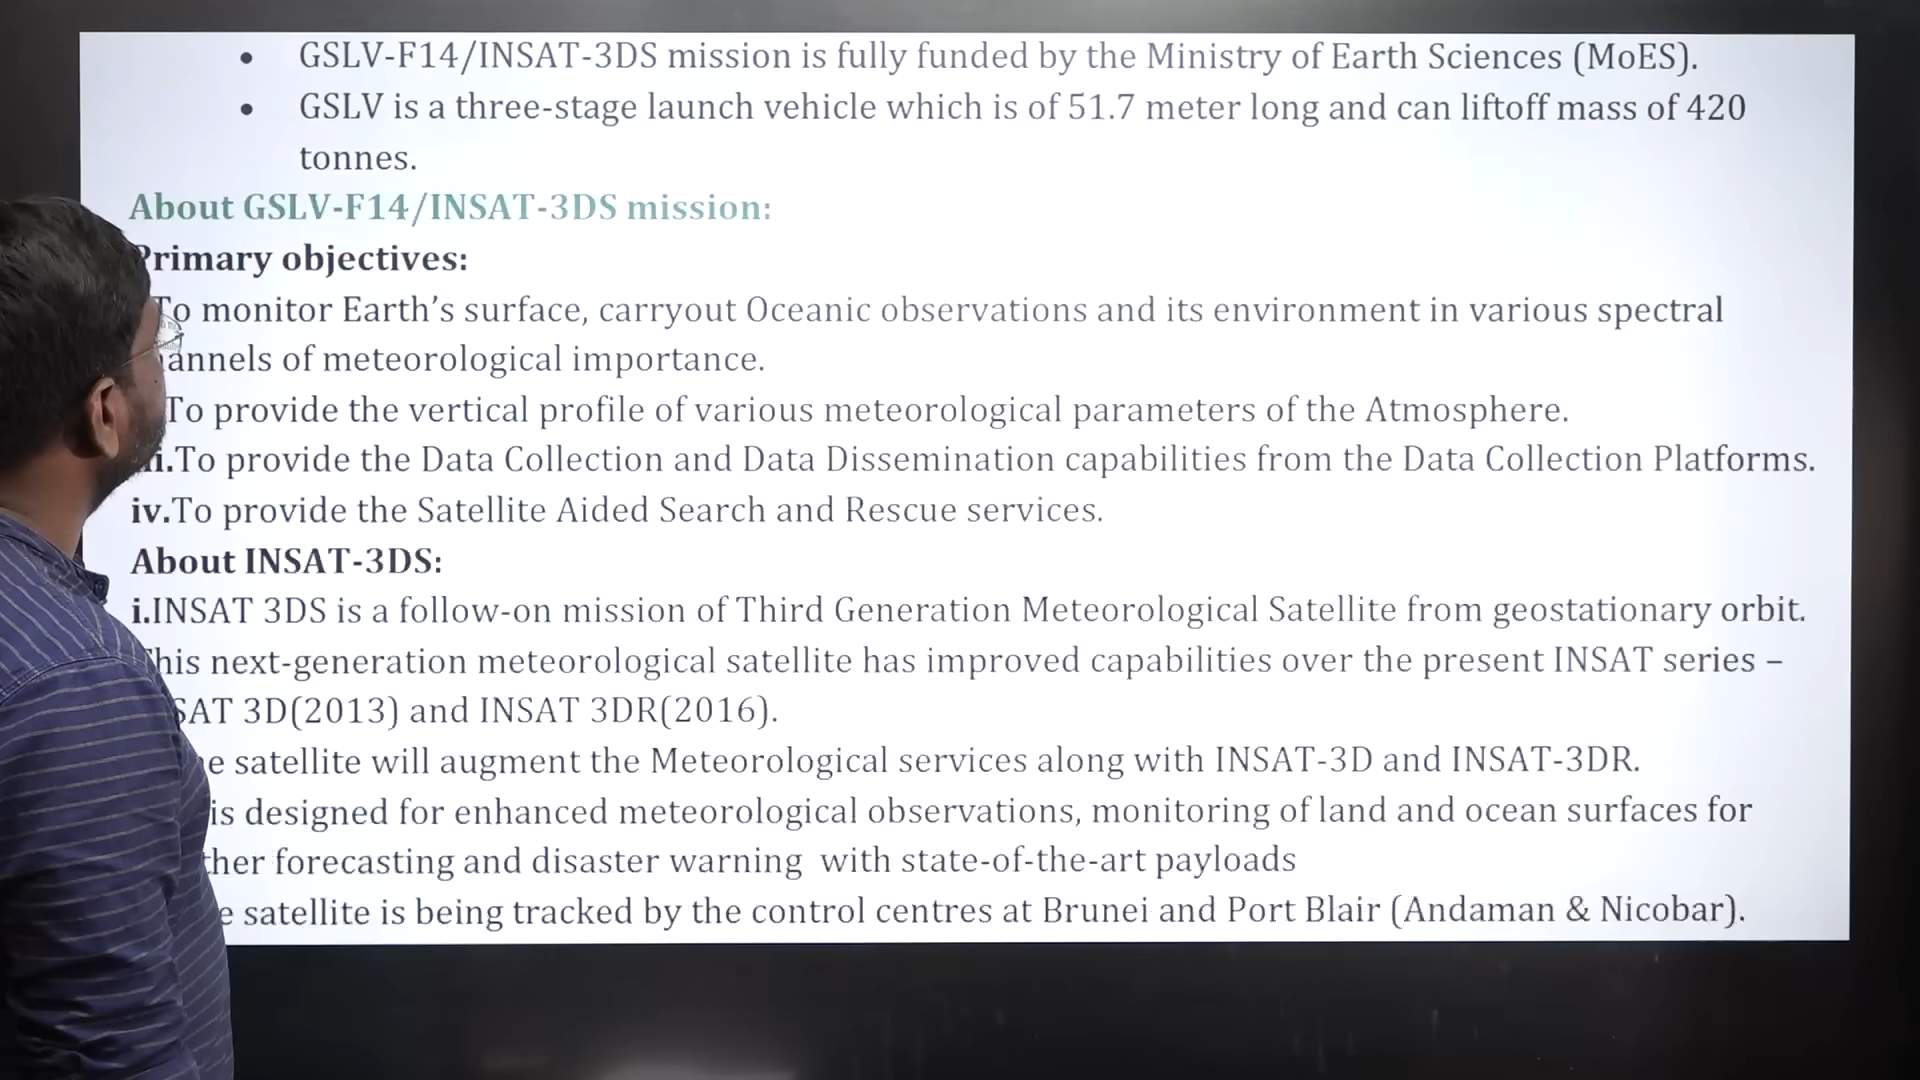 • GSLV-F14/INSAT-3DS mission is fully funded by the Ministry of Earth Sciences (MoES).
• GSLV is a three-stage launch vehicle which is of 51.7 meter long and can liftoff mass of 420
tonnes.
About GSLV-F14/INSAT-3DS mission:
Primary objectives:
To monitor Earth’s surface, carryout Oceanic observations and its environment in various spectral
annels of meteorological importance.
To provide the vertical profile of various meteorological parameters of the Atmosphere.
i.To provide the Data Collection and Data Dissemination capabilities from the Data Collection Platforms.
iv.To provide the Satellite Aided Search and Rescue services.
About INSAT-3DS:
i.INSAT 3DS is a follow-on mission of Third Generation Meteorological Satellite from geostationary orbit.
This next-generation meteorological satellite has improved capabilities over the present INSAT series –
SAT 3D(2013) and INSAT 3DR(2016).
e satellite will augment the Meteorological services along with INSAT-3D and INSAT-3DR.
is designed for enhanced meteorological observations, monitoring of land and ocean surfaces for
ther forecasting and disaster warning with state-of-the-art payloads
e satellite is being tracked by the control centres at Brunei and Port Blair (Andaman & Nicobar).